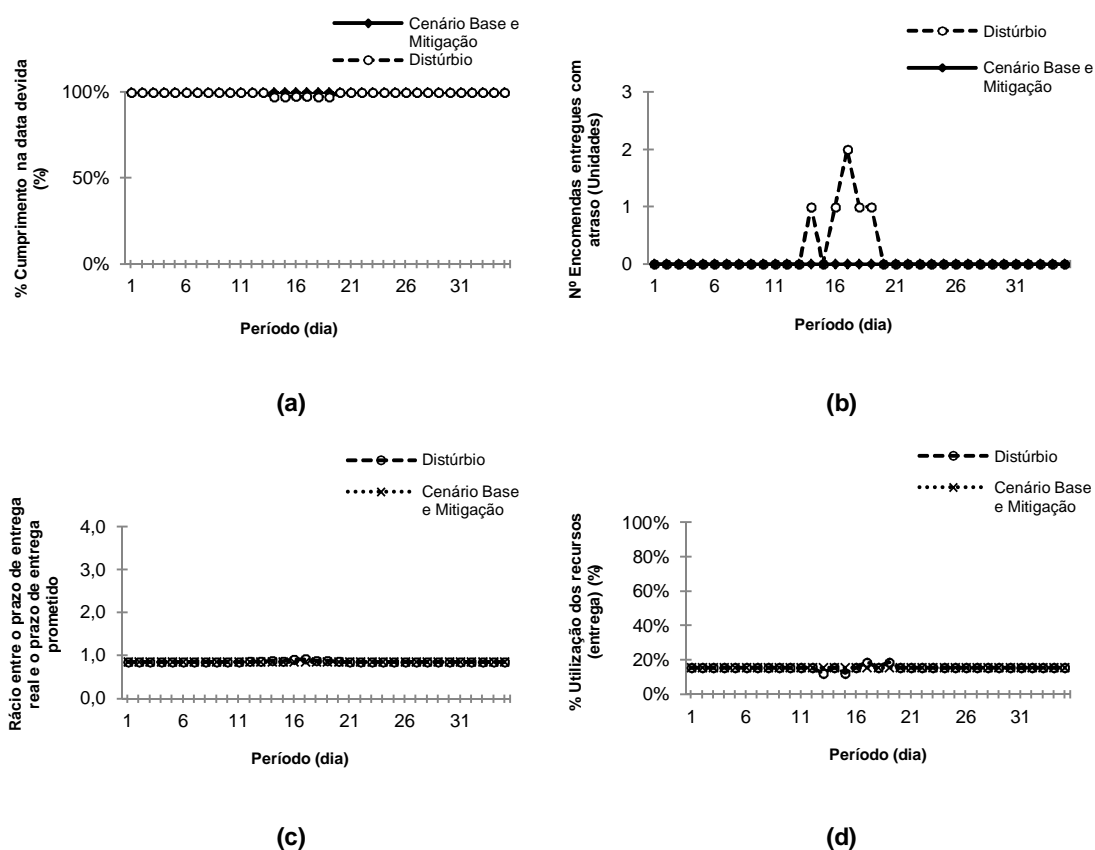 Cenário Base e
Mitigação
Distúrbio
% Cumprimento na data devida
(%)
100%
50%
0%
1 6 11 16 21 26 31
Período (dia)
(a)
Distúrbio
Cenário Base e
Mitigação
Nº Encomendas entregues com
atraso (Unidades)
3
2
1
0
1 6 11 16 21 26 31
Período (dia)
(b)
Distúrbio
Cenário Base
e Mitigação
Rácio entre o prazo de entrega
real e o prazo de entrega
prometido
4,0
3,0
2,0
1,0
0,0
1 6 11 16 21 26 31
Período (dia)
(c)
Distúrbio
Cenário Base
e Mitigação
% Utilização dos recursos
(entrega) (%)
100%
80%
60%
40%
20%
0%
1 6 11 16 21 26 31
Período (dia)
(d)